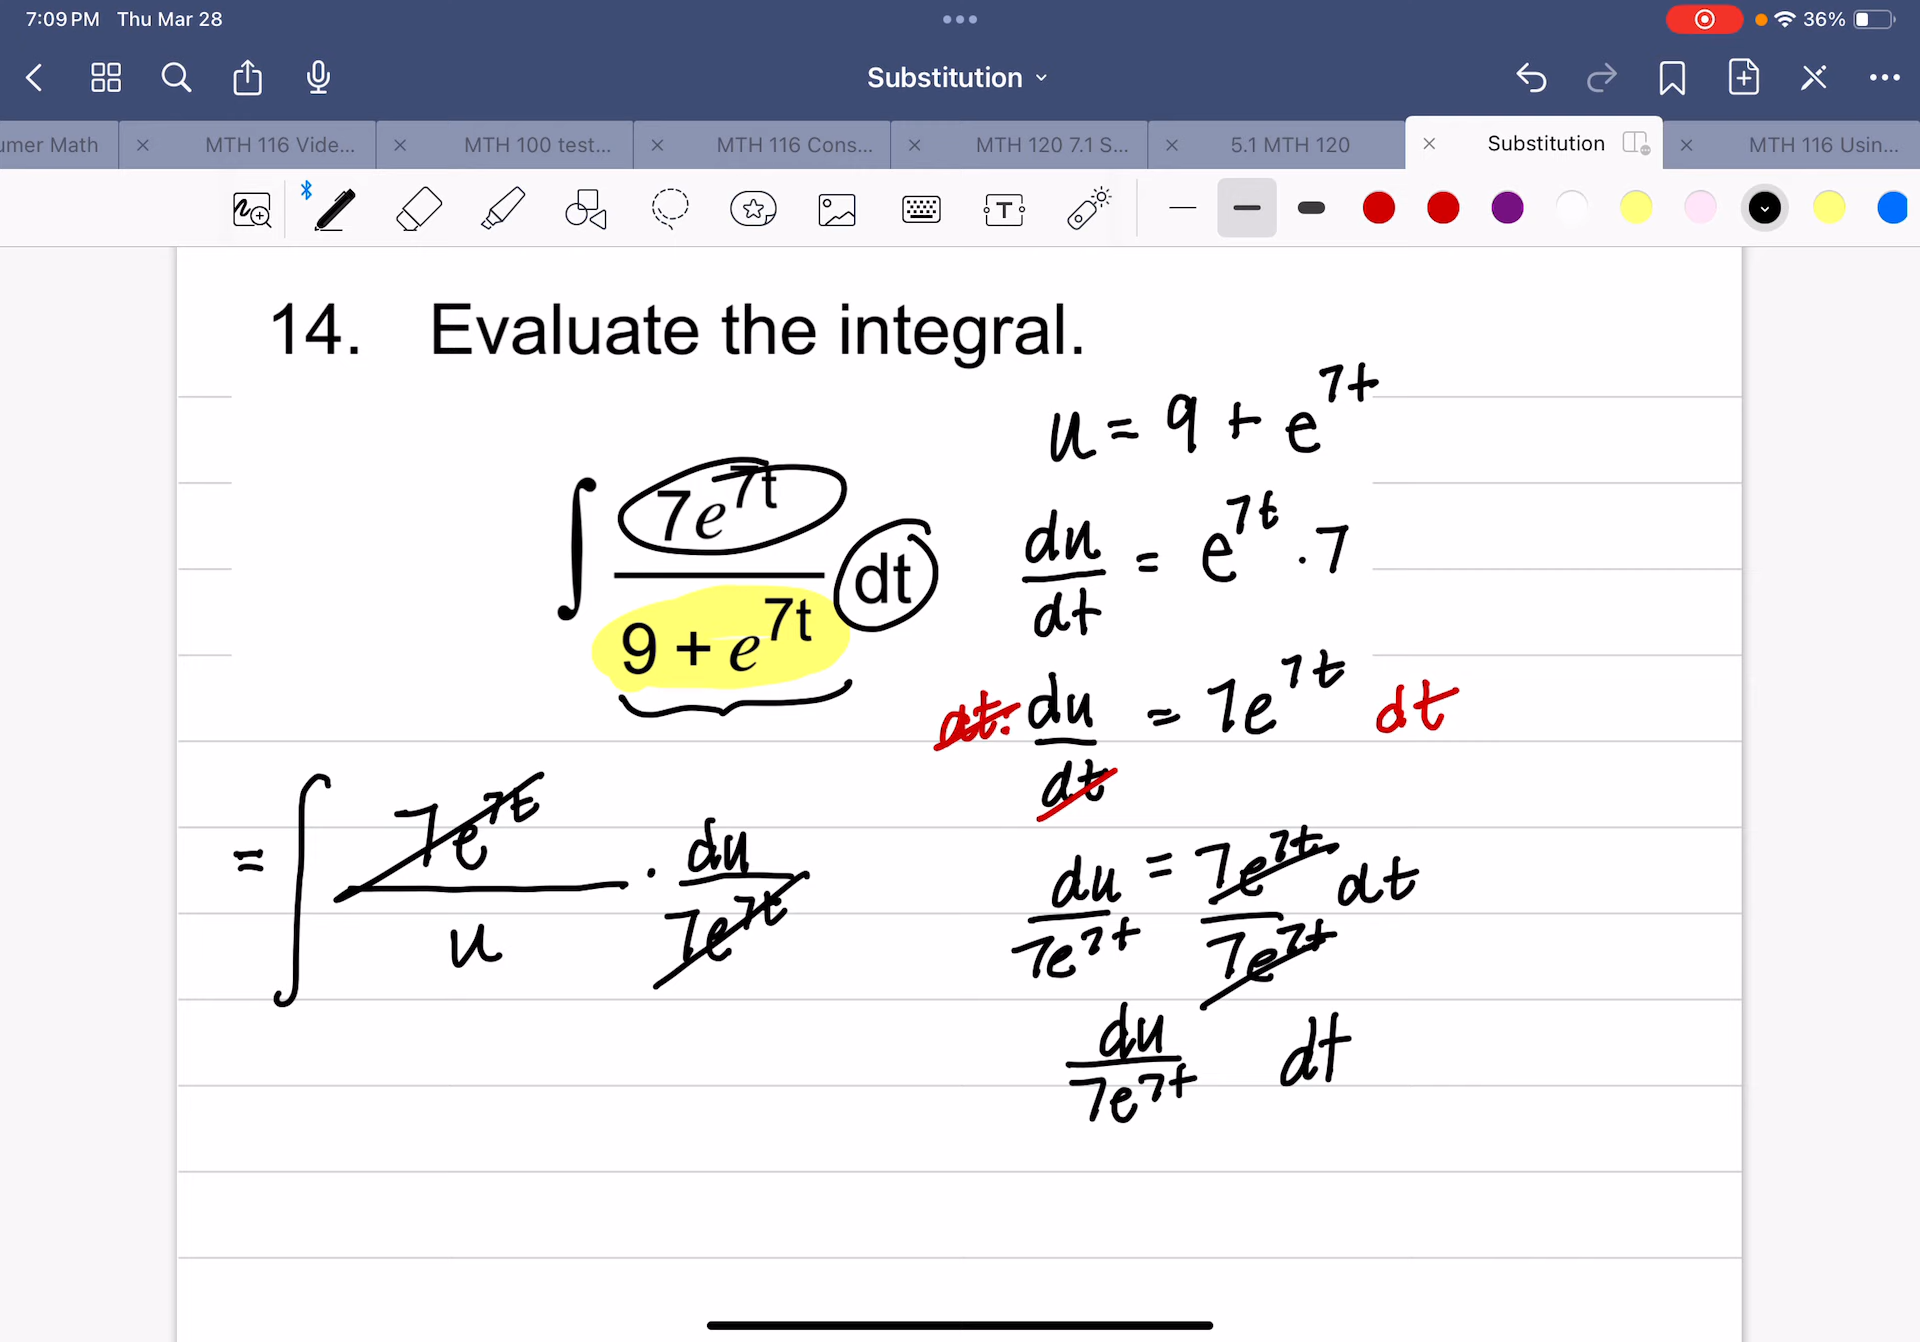 7:09 PM Thu Mar 28
36%
Substitution
umer Math
MTH 116 Vide...
MTH 100 test...
MTH 116 Cons...
MTH 120 7.1 S...
5.1 MTH 120
Substitution
MTH 116 Usin...
T
14. Evaluate the integral.
u = 9 + e^{7t}
∫ 7e^{7t} / (9 + e^{7t}) dt
du/dt = e^{7t} · 7
dt · du/dt = 7e^{7t} dt
= ∫ 7e^{7t}/u · du/7e^{7t}
du/7e^{7t} = 7e^{7t}/7e^{7t} dt
du/7e^{7t} dt